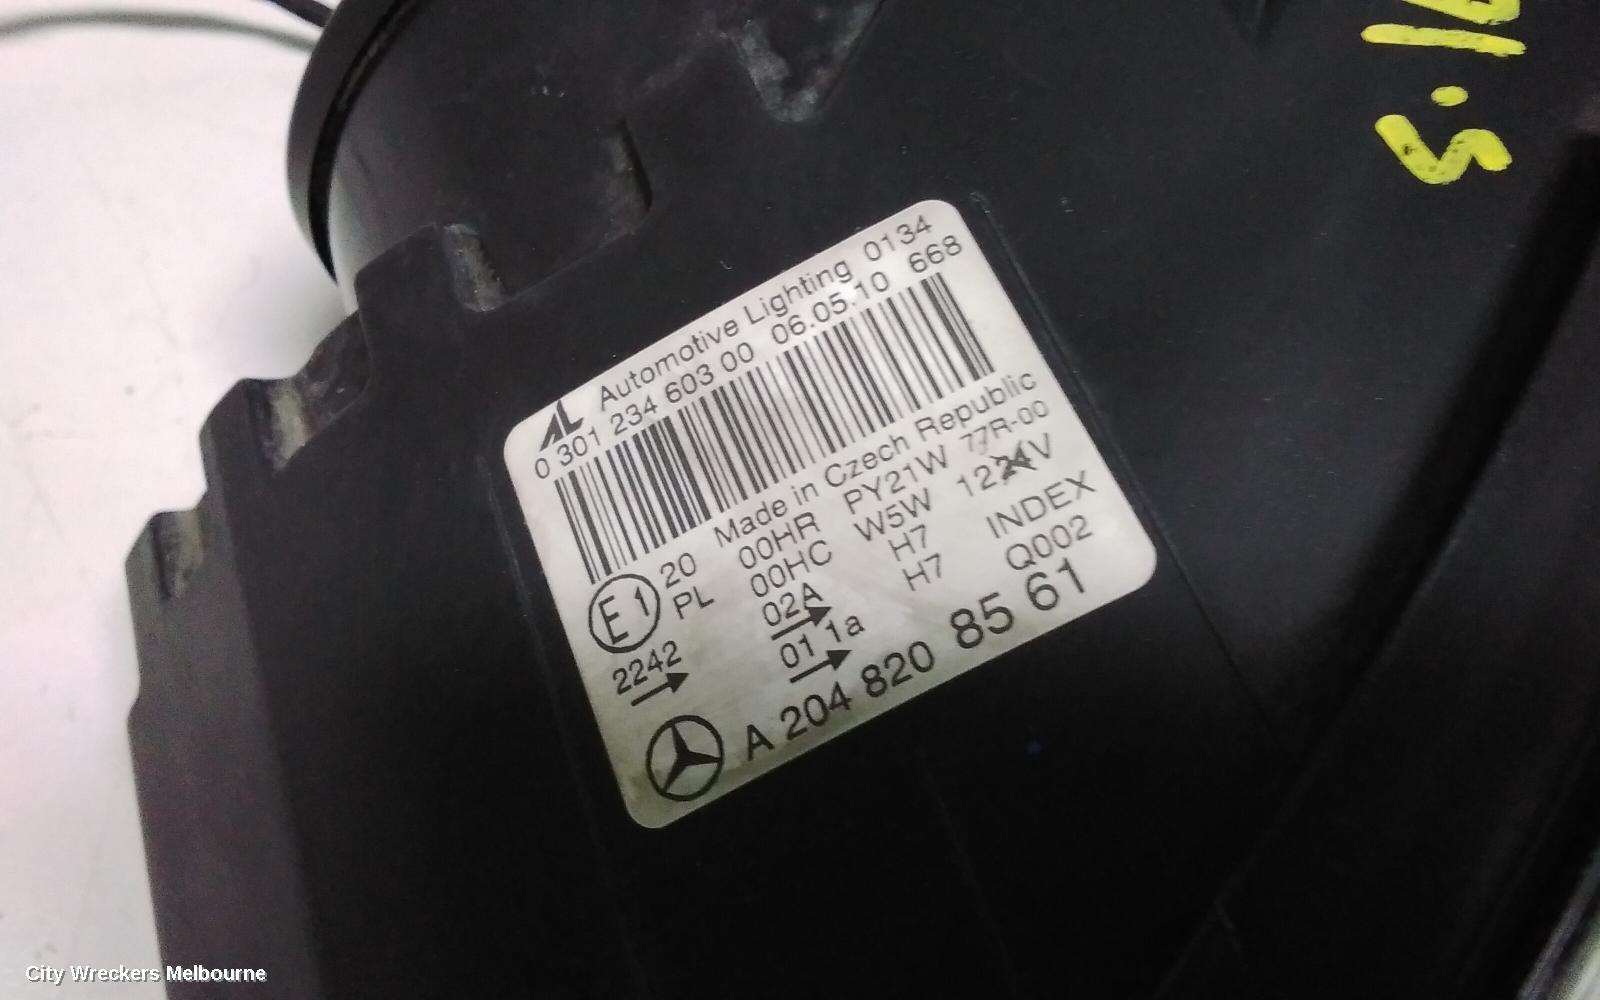 AL Automotive Lighting 0134
0 301 234 603 00 06.05.10 668
Made in Czech Republic
E1 20 00HR PY21W 77R-00
PL 00HC W5W 1224V
2242 02A H7 INDEX
01 1a H7 Q002
A 204 820 85 61
City Wreckers Melbourne